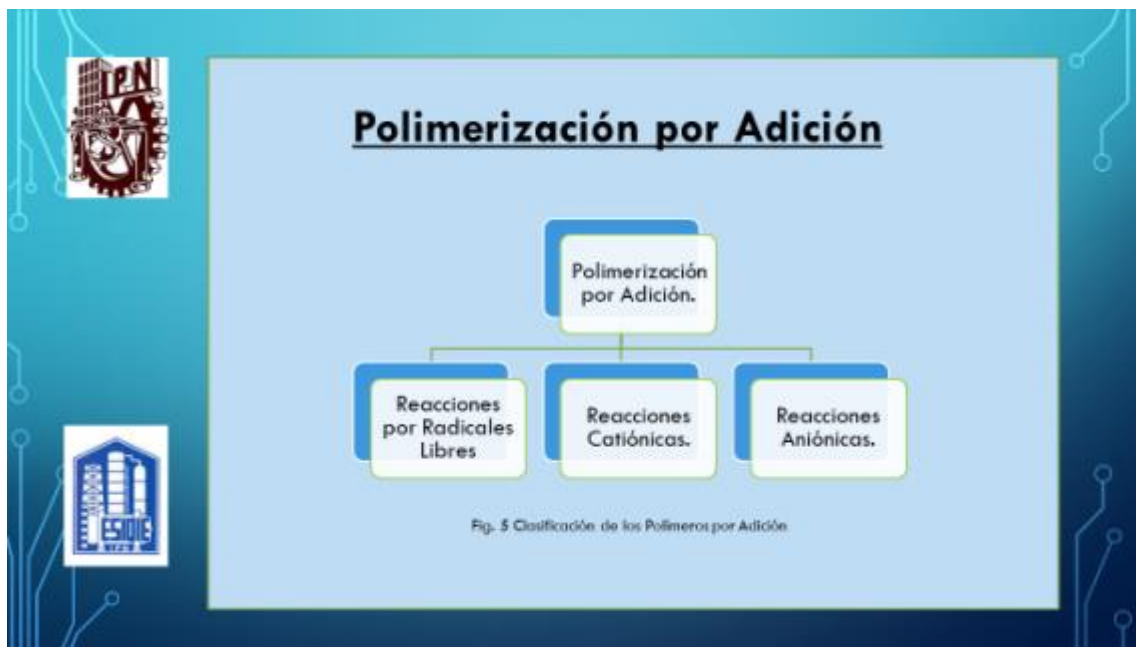 IPN
Polimerización por Adición
Polimerización
por Adición.
Reacciones
por Radicales
Libres
Reacciones
Catiónicas.
Reacciones
Aniónicas.
Fig. 5 Clasificación de los Polímeros por Adición
ESIQIE
I.P.N.